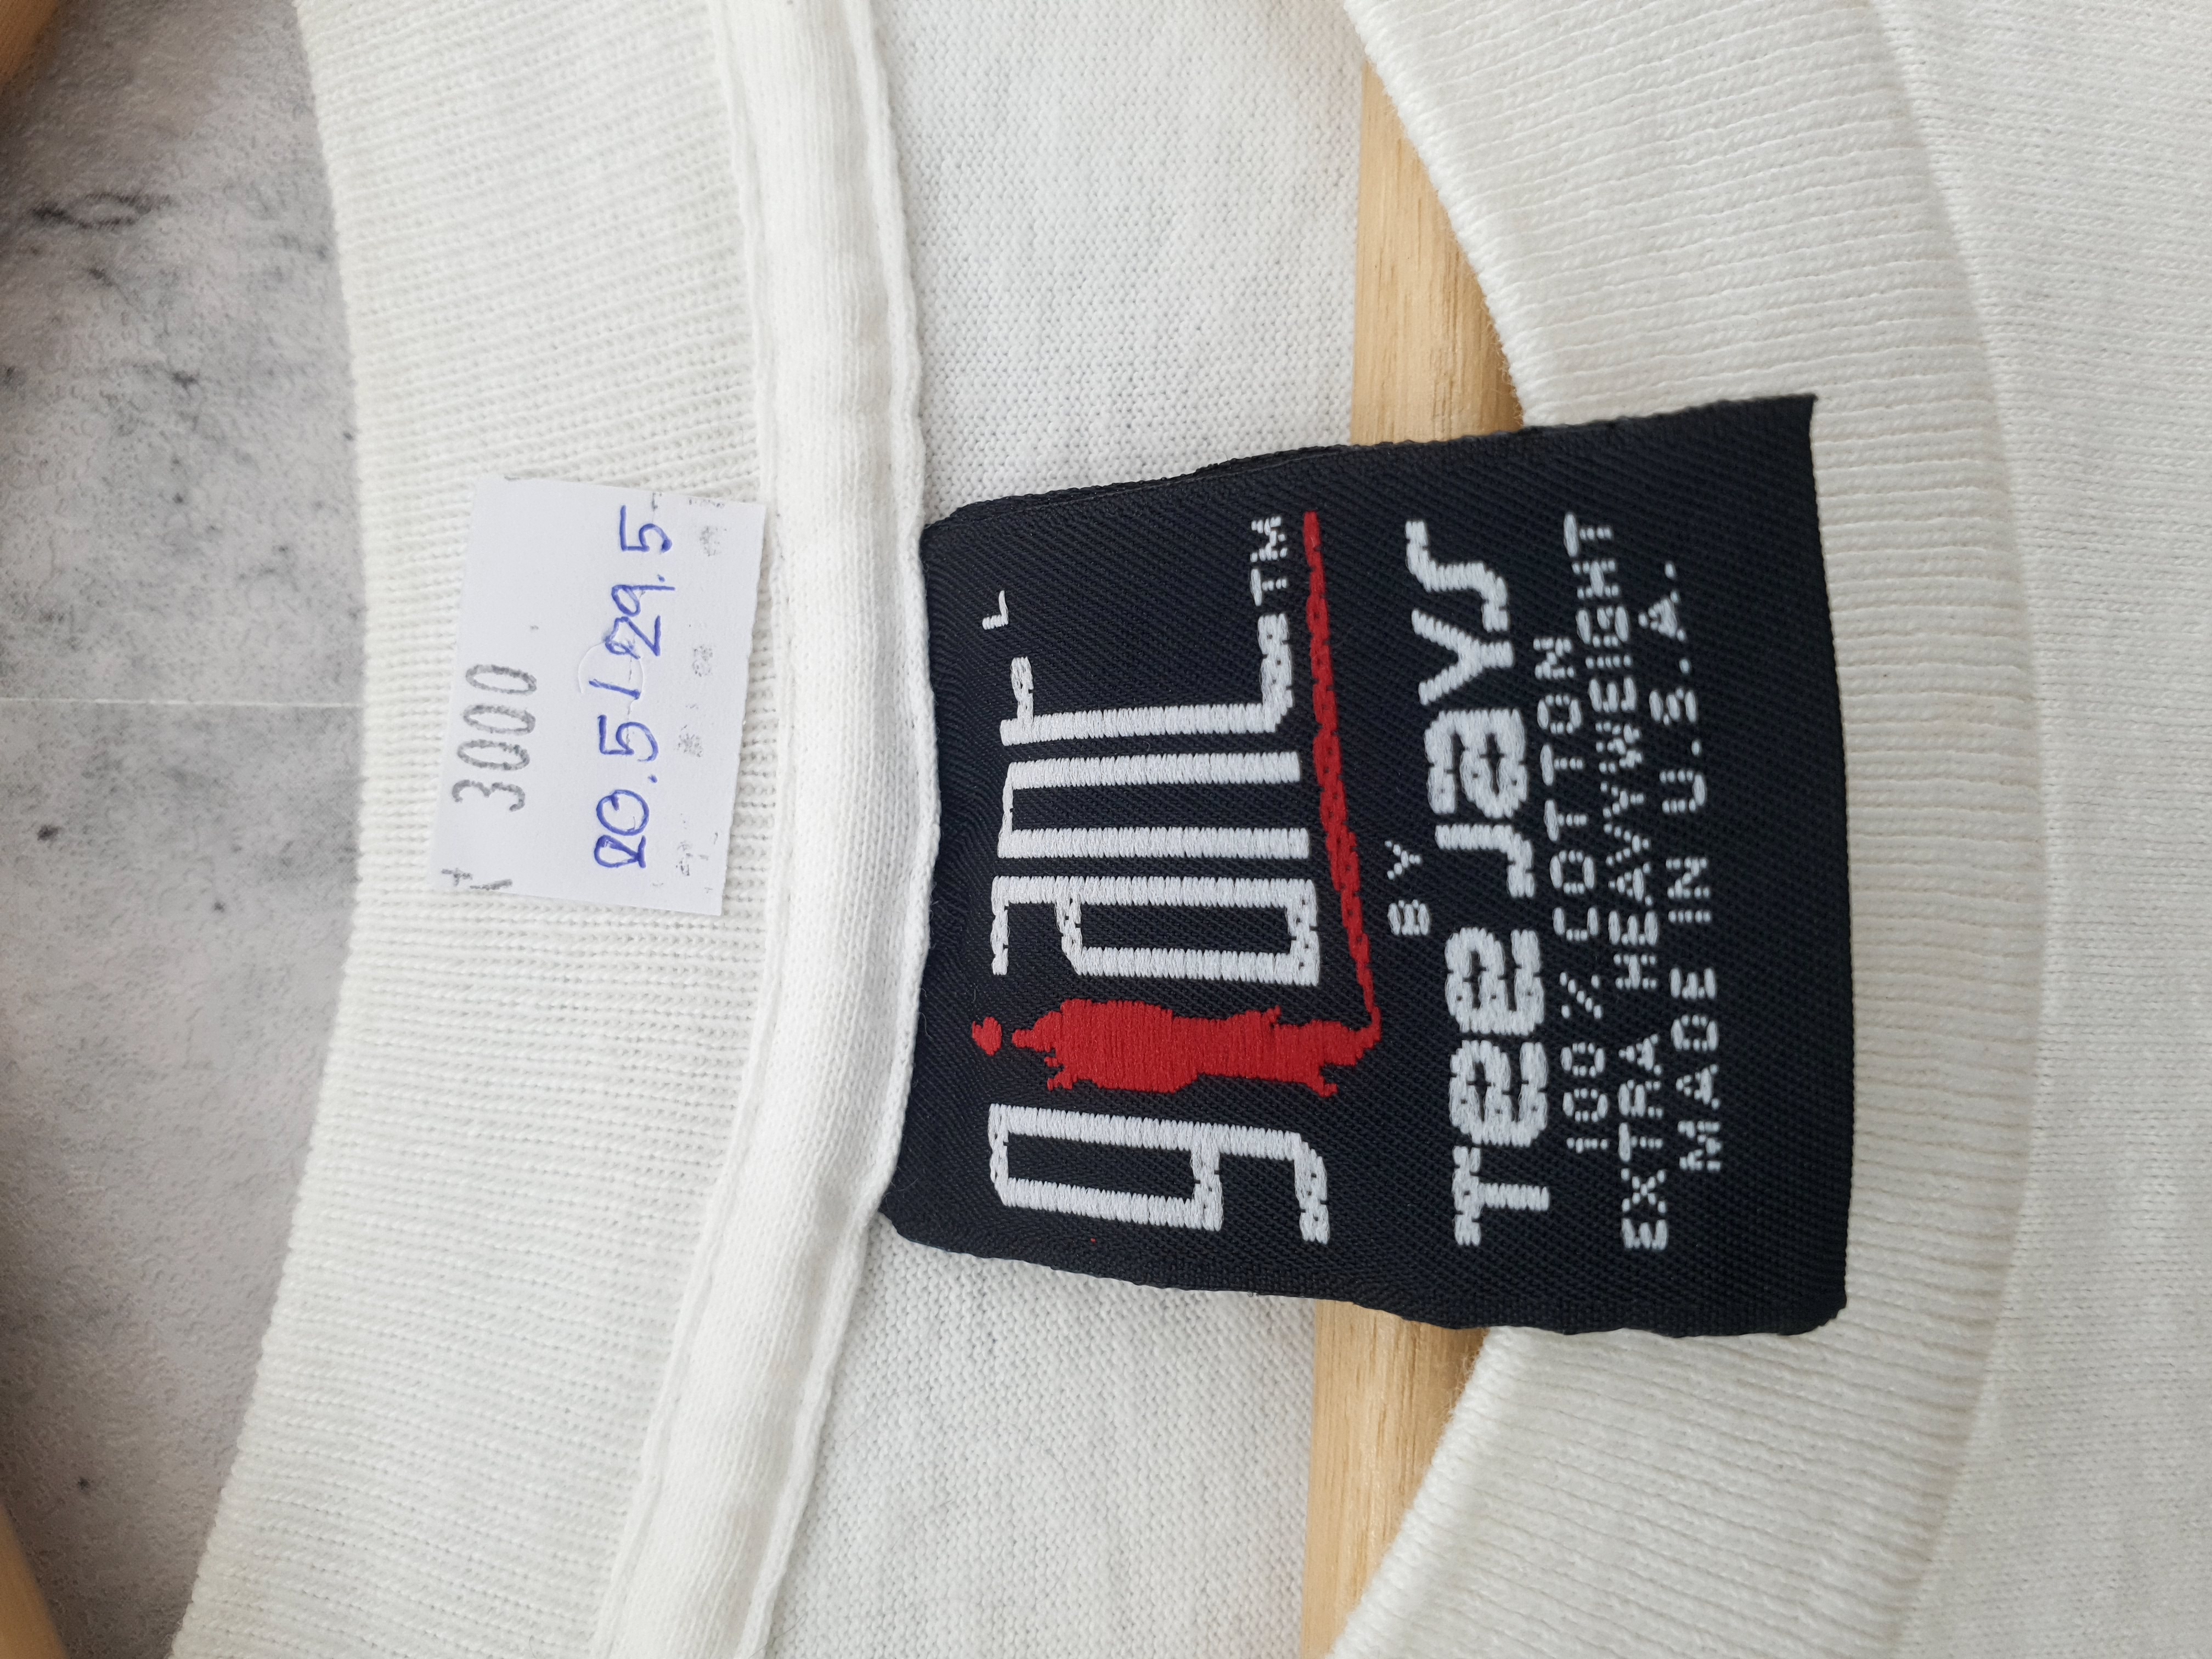 3000
20.5/29.5
L
giant TM
BY
Tee Jays
100% COTTON
EXTRA HEAVYWEIGHT
MADE IN U.S.A.